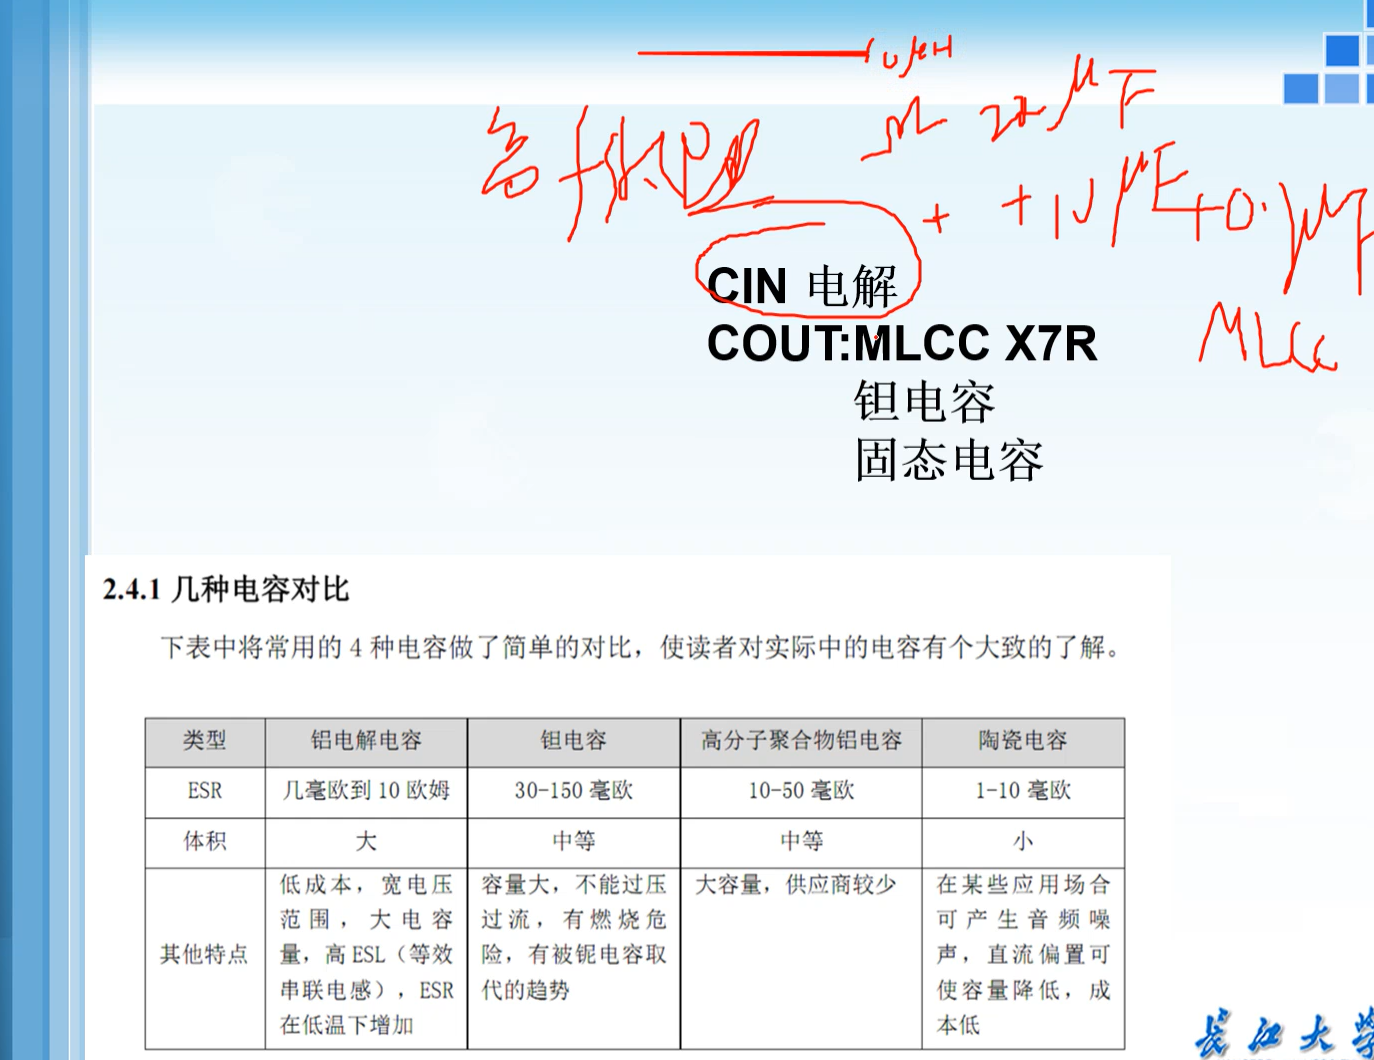 10μH
22μF
+ +10μF+0.1μF
CIN 电解
COUT:MLCC X7R
MLCC
钽电容
固态电容
2.4.1 几种电容对比
下表中将常用的 4 种电容做了简单的对比，使读者对实际中的电容有个大致的了解。
类型 铝电解电容 钽电容 高分子聚合物铝电容 陶瓷电容
ESR 几毫欧到 10 欧姆 30-150 毫欧 10-50 毫欧 1-10 毫欧
体积 大 中等 中等 小
其他特点
低成本，宽电压
范围，大电容
量，高 ESL（等效
串联电感），ESR
在低温下增加
容量大，不能过压
过流，有燃烧危
险，有被铌电容取
代的趋势
大容量，供应商较少
在某些应用场合
可产生音频噪
声，直流偏置可
使容量降低，成
本低
长江大学